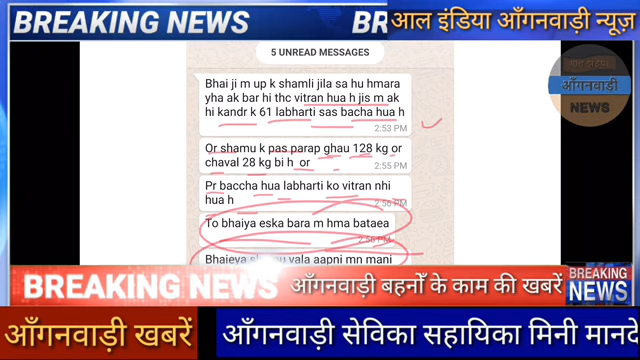 BREAKING NEWS
BREAK
आल इंडिया आँगनवाड़ी न्यूज़
5 UNREAD MESSAGES
आँगनवाड़ी
NEWS
Bhai ji m up k shamli jila sa hu hmara
yha ak bar hi thc vitran hua h jis m ak
hi kandr k 61 labharti sas bacha hua h
2:53 PM
Or shamu k pas parap ghau 128 kg or
chaval 28 kg bi h or
2:55 PM
Pr baccha hua labharti ko vitran nhi
hua h
2:56 PM
To bhaiya eska bara m hma bataea
2:56 PM
Bhaieya yala aapni mn mani
BREAKING NEWS
आँगनवाड़ी बहनोँ के काम की खबरें
BREAKING
NEWS
आँगनवाड़ी खबरें
आँगनवाड़ी सेविका सहायिका मिनी मानदे